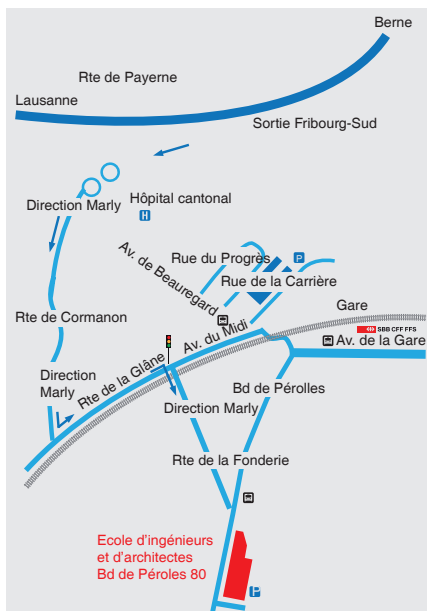 Berne
Rte de Payerne
Lausanne
Sortie Fribourg-Sud
Direction Marly
Hôpital cantonal
H
Av. de Beauregard
Rue du Progrès
P
Rue de la Carrière
Gare
Rte de Cormanon
SBB CFF FFS
Av. du Midi
Av. de la Gare
Direction
Marly
Rte de la Glâne
Bd de Pérolles
Direction Marly
Rte de la Fonderie
Ecole d'ingénieurs
et d'architectes
Bd de Péroles 80
P